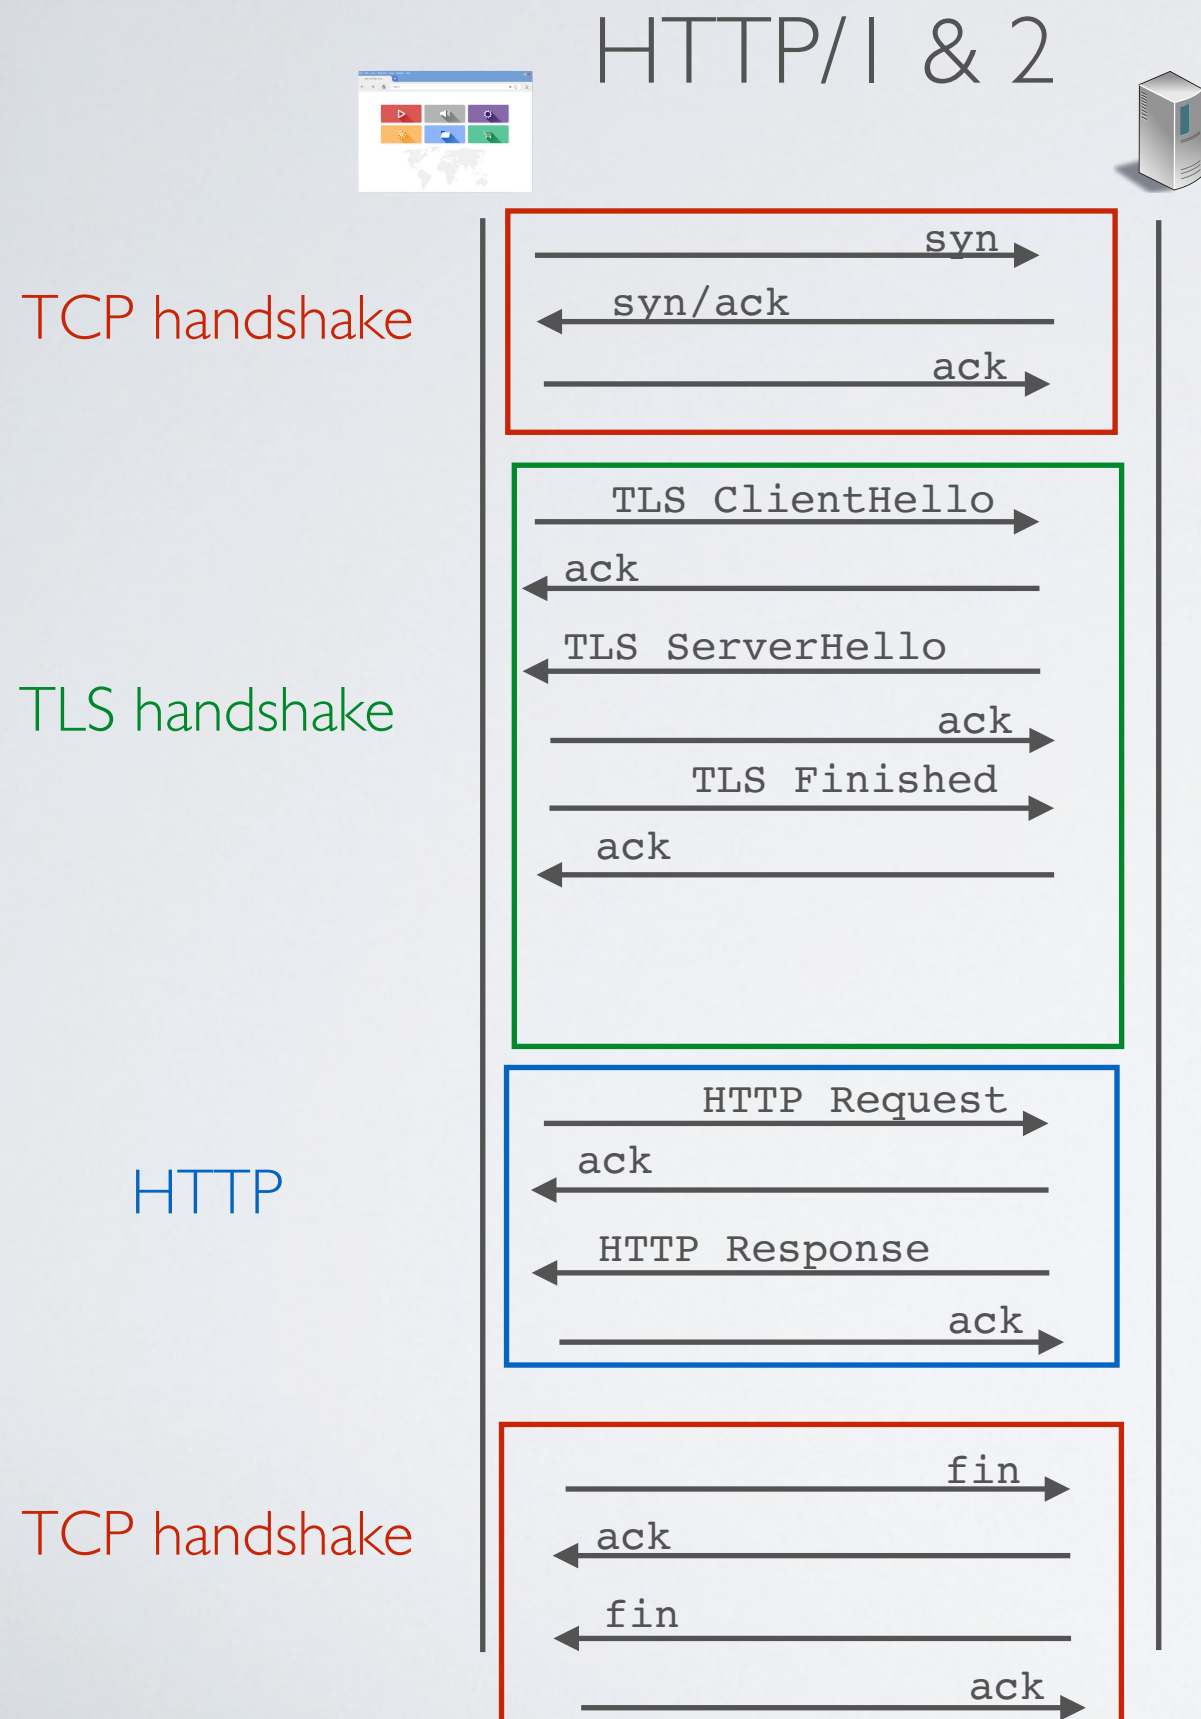 HTTP/1 & 2
syn
syn/ack
TCP handshake
ack
TLS ClientHello
ack
TLS ServerHello
TLS handshake
ack
TLS Finished
ack
HTTP Request
ack
HTTP
HTTP Response
ack
fin
TCP handshake
ack
fin
ack